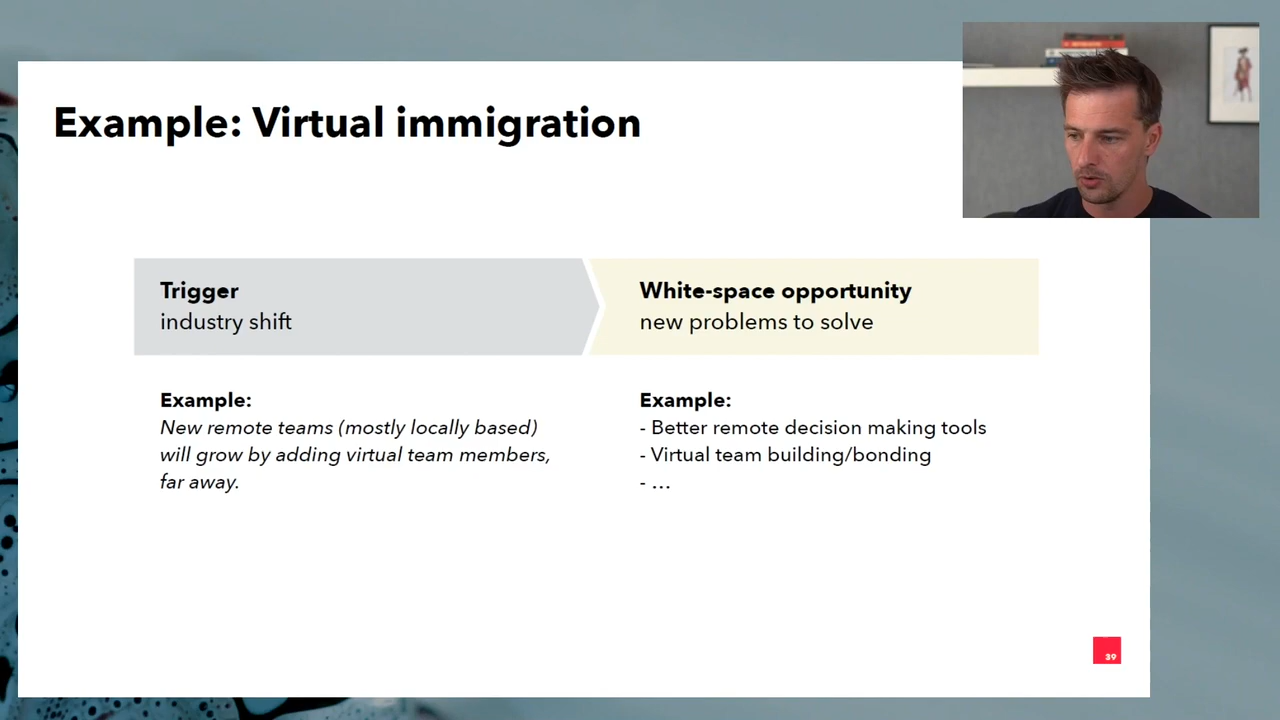 Example: Virtual immigration
Trigger
industry shift
White-space opportunity
new problems to solve
Example:
New remote teams (mostly locally based)
will grow by adding virtual team members,
far away.
Example:
- Better remote decision making tools
- Virtual team building/bonding
- …
39